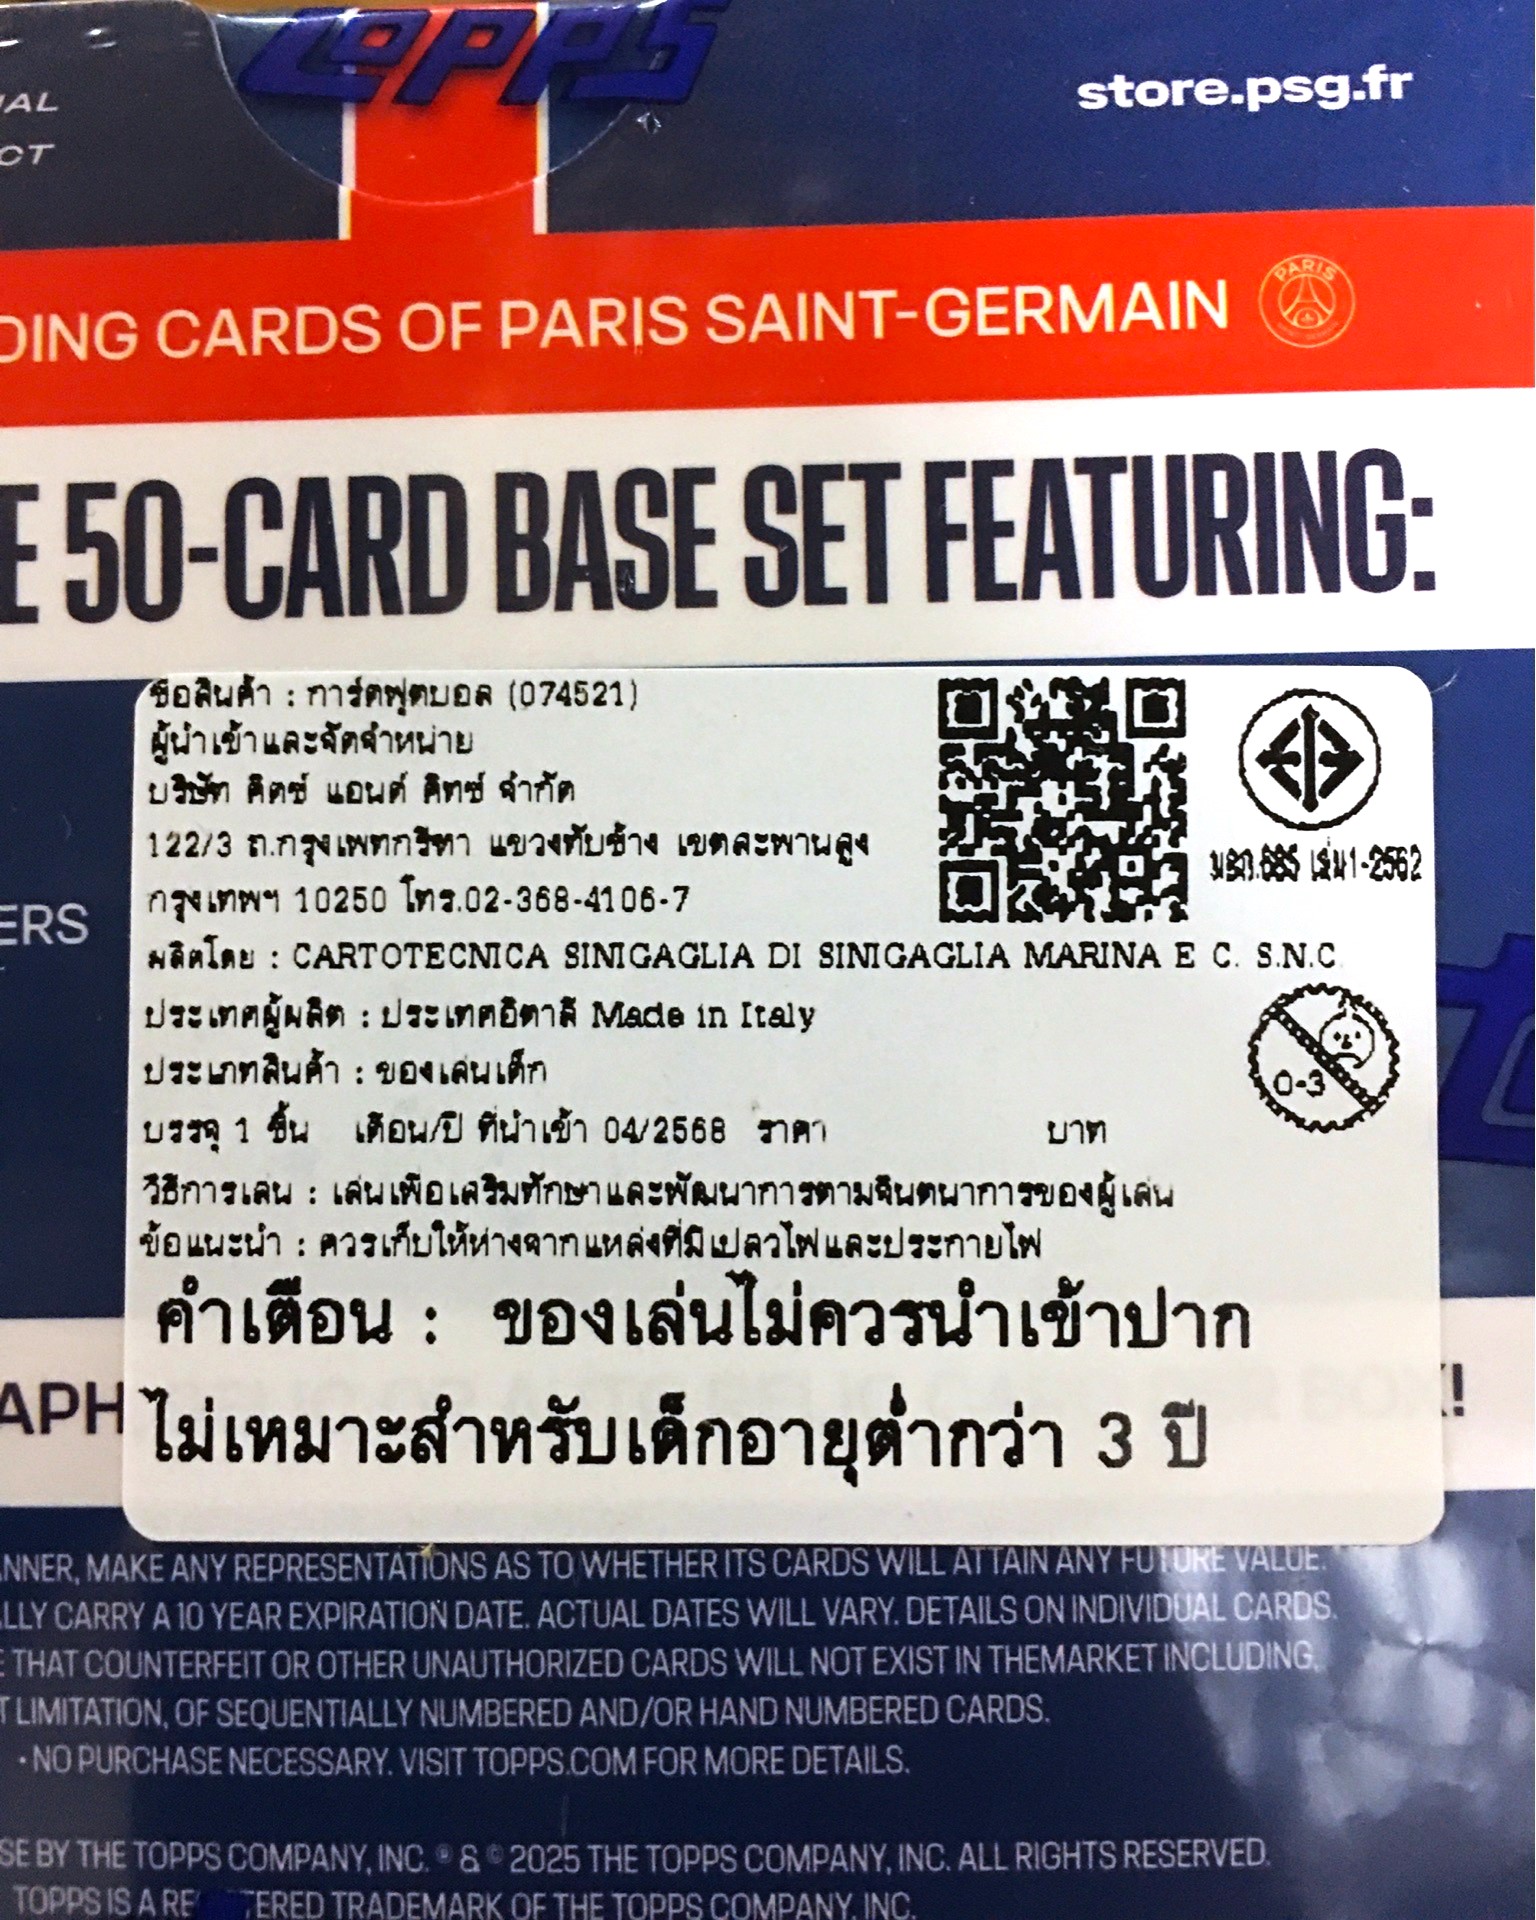 topps
IAL
CT
store.psg.fr
DING CARDS OF PARIS SAINT-GERMAIN
PARIS
E 50-CARD BASE SET FEATURING:
ชื่อสินค้า : การ์ดฟุตบอล (074521)
ผู้นำเข้าและจัดจำหน่าย
บริษัท คิดซ์ แอนด์ คิทซ์ จำกัด
122/3 ถ.กรุงเทพกรีฑา แขวงทับช้าง เขตสะพานสูง
กรุงเทพฯ 10250 โทร.02-368-4106-7
มอก.685 เล่ม1-2562
ERS
ผลิตโดย : CARTOTECNICA SINIGAGLIA DI SINIGAGLIA MARINA E C. S.N.C.
ประเทศผู้ผลิต : ประเทศอิตาลี Made in Italy
ประเภทสินค้า : ของเล่นเด็ก
0-3
บรรจุ 1 ชิ้น เดือน/ปี ที่นำเข้า 04/2568 ราคา บาท
วิธีการเล่น : เล่นเพื่อเสริมทักษาและพัฒนาการตามจินตนาการของผู้เล่น
ข้อแนะนำ : ควรเก็บให้ห่างจากแหล่งที่มีเปลวไฟและประกายไฟ
คำเตือน : ของเล่นไม่ควรนำเข้าปาก
APH
ไม่เหมาะสำหรับเด็กอายุต่ำกว่า 3 ปี
ANNER, MAKE ANY REPRESENTATIONS AS TO WHETHER ITS CARDS WILL ATTAIN ANY FUTURE VALUE.
LLY CARRY A 10 YEAR EXPIRATION DATE. ACTUAL DATES WILL VARY. DETAILS ON INDIVIDUAL CARDS.
E THAT COUNTERFEIT OR OTHER UNAUTHORIZED CARDS WILL NOT EXIST IN THEMARKET INCLUDING,
T LIMITATION, OF SEQUENTIALLY NUMBERED AND/OR HAND NUMBERED CARDS.
• NO PURCHASE NECESSARY. VISIT TOPPS.COM FOR MORE DETAILS.
SE BY THE TOPPS COMPANY, INC. ® & © 2025 THE TOPPS COMPANY, INC. ALL RIGHTS RESERVED.
TOPPS IS A RE TERED TRADEMARK OF THE TOPPS COMPANY, INC.